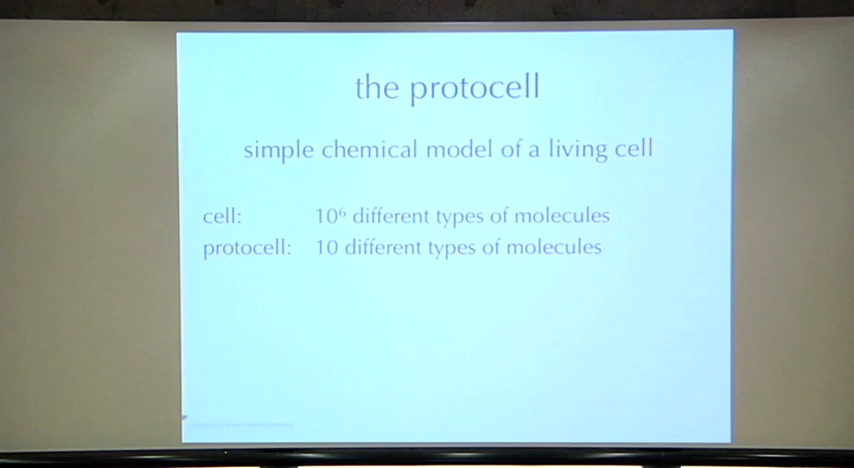 the protocell
simple chemical model of a living cell
cell: 10⁶ different types of molecules
protocell: 10 different types of molecules